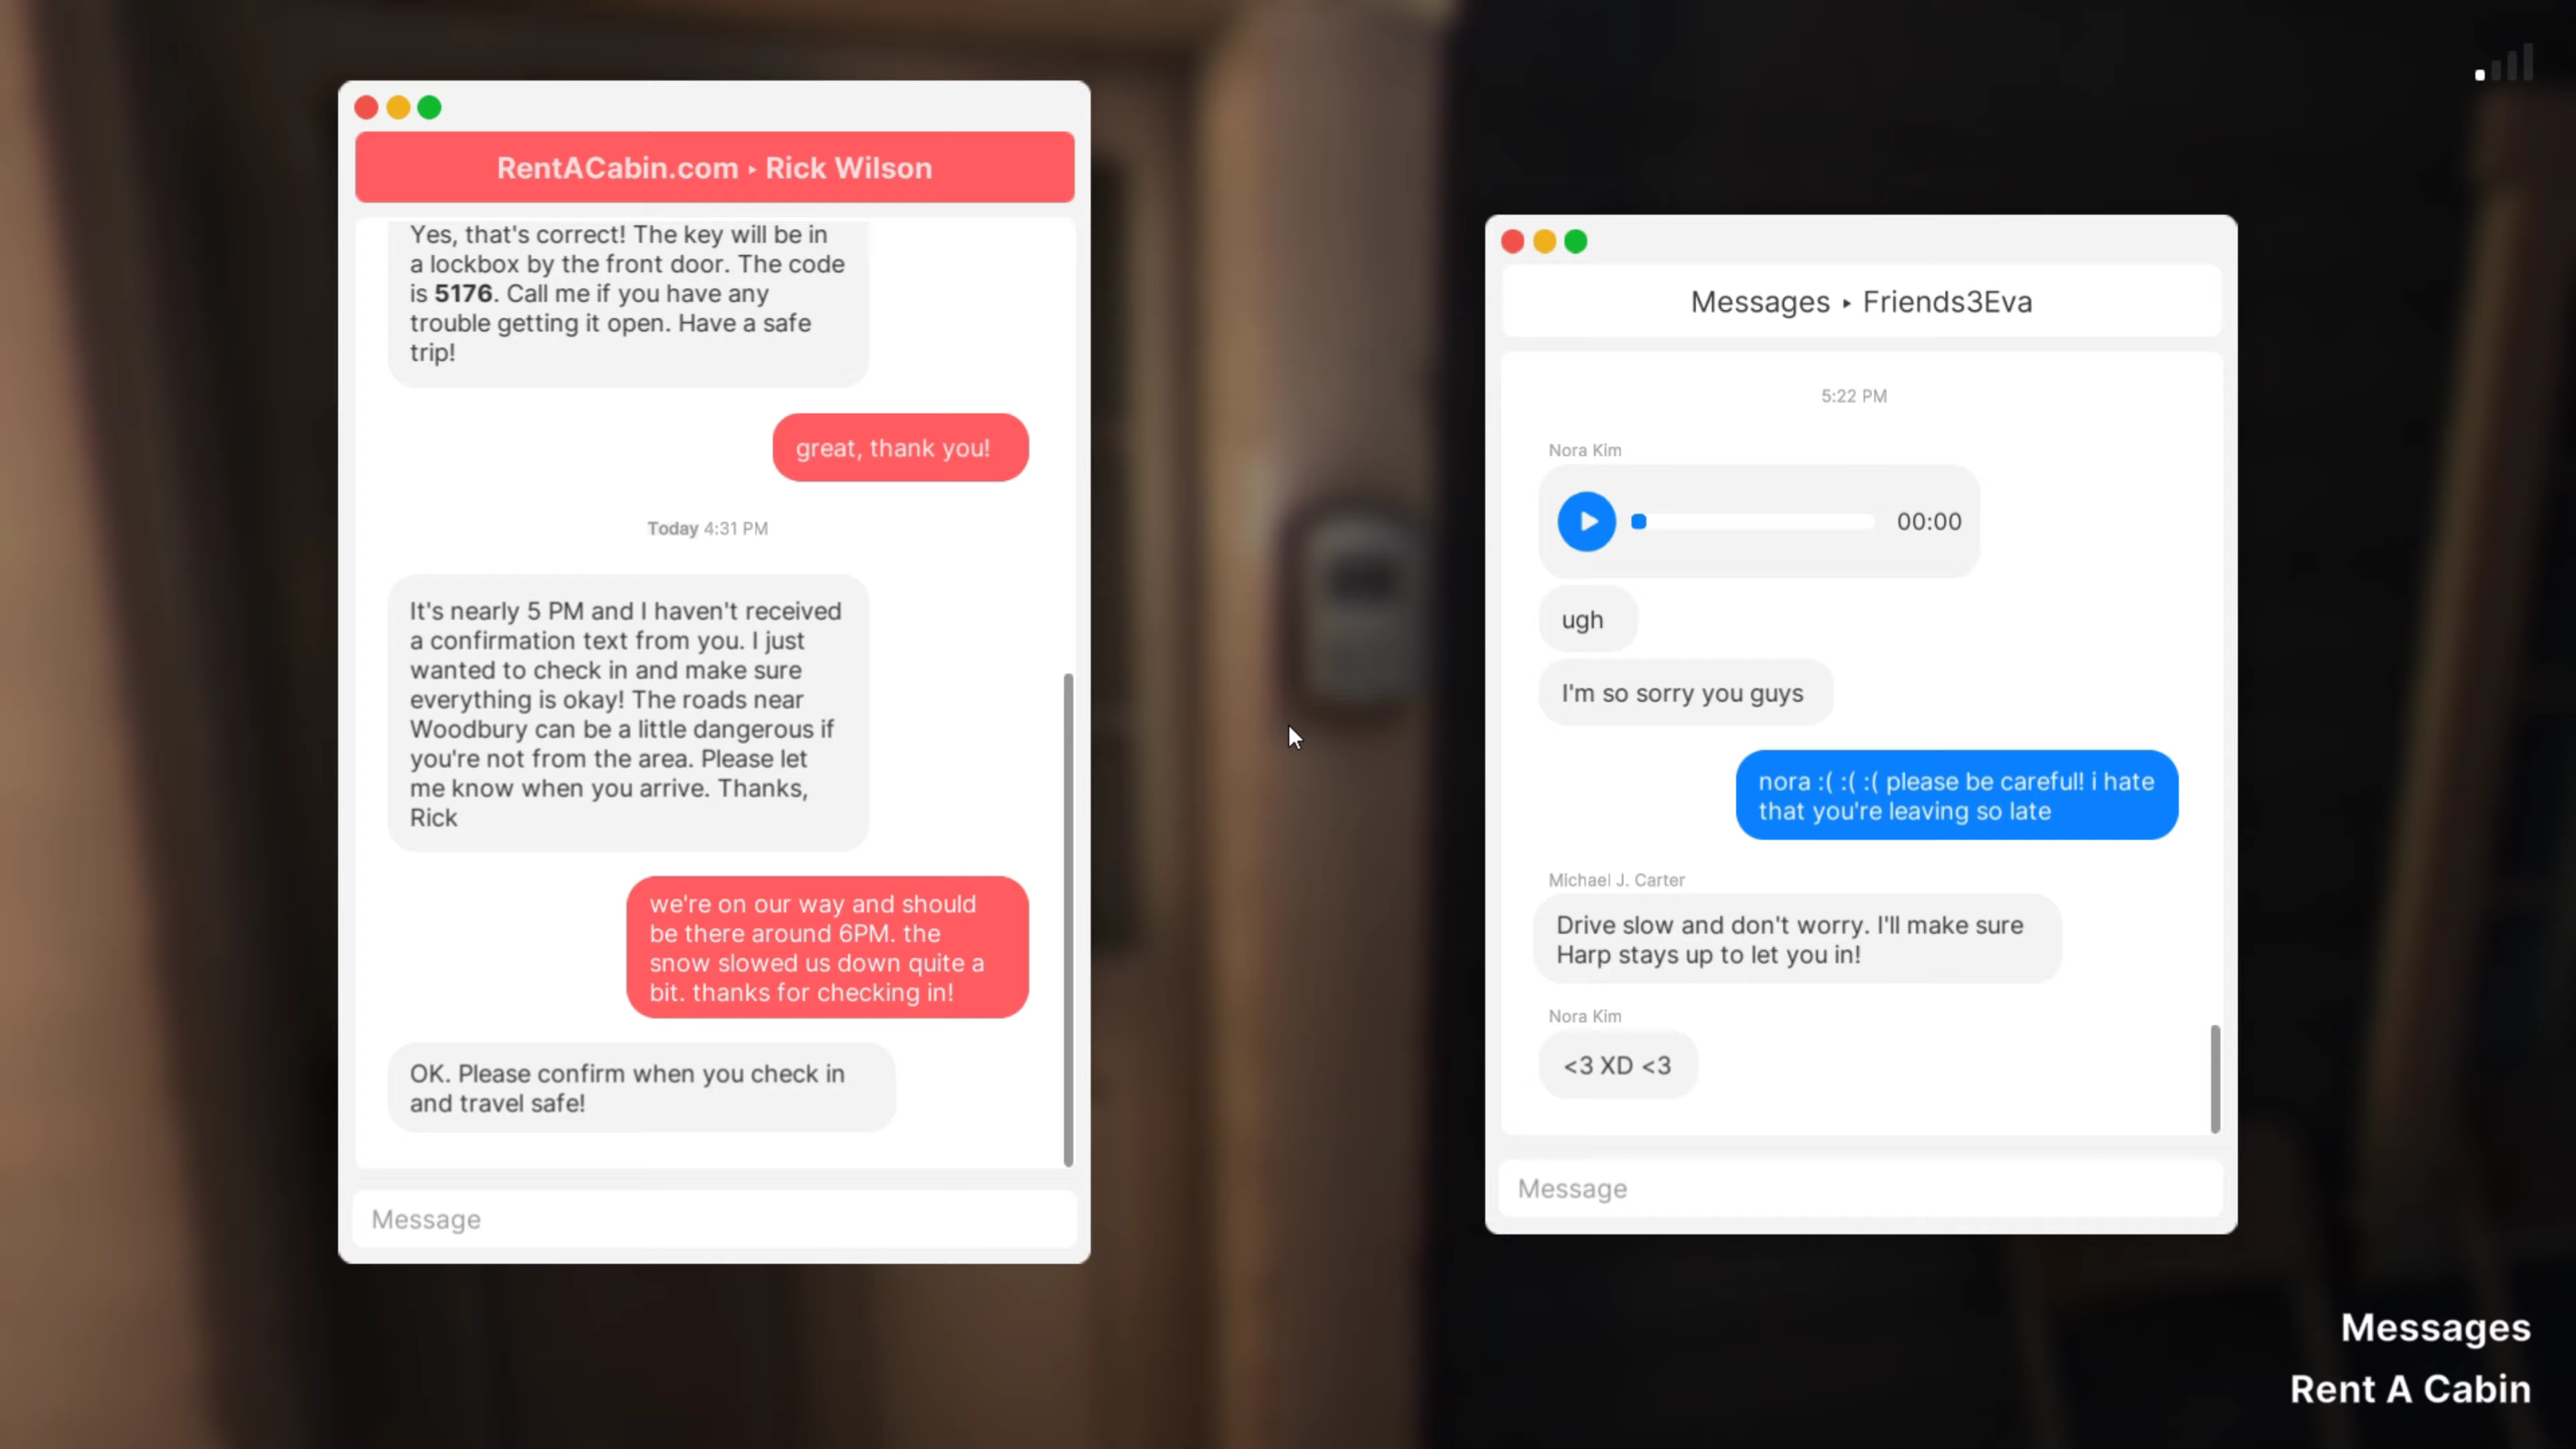 RentACabin.com ‣ Rick Wilson
Yes, that's correct! The key will be in
a lockbox by the front door. The code
is 5176. Call me if you have any
trouble getting it open. Have a safe
trip!
great, thank you!
Today 4:31 PM
It's nearly 5 PM and I haven't received
a confirmation text from you. I just
wanted to check in and make sure
everything is okay! The roads near
Woodbury can be a little dangerous if
you're not from the area. Please let
me know when you arrive. Thanks,
Rick
we're on our way and should
be there around 6PM. the
snow slowed us down quite a
bit. thanks for checking in!
OK. Please confirm when you check in
and travel safe!
Message
Messages ‣ Friends3Eva
5:22 PM
Nora Kim
00:00
ugh
I'm so sorry you guys
nora :( :( :( please be careful! i hate
that you're leaving so late
Michael J. Carter
Drive slow and don't worry. I'll make sure
Harp stays up to let you in!
Nora Kim
<3 XD <3
Message
Messages
Rent A Cabin